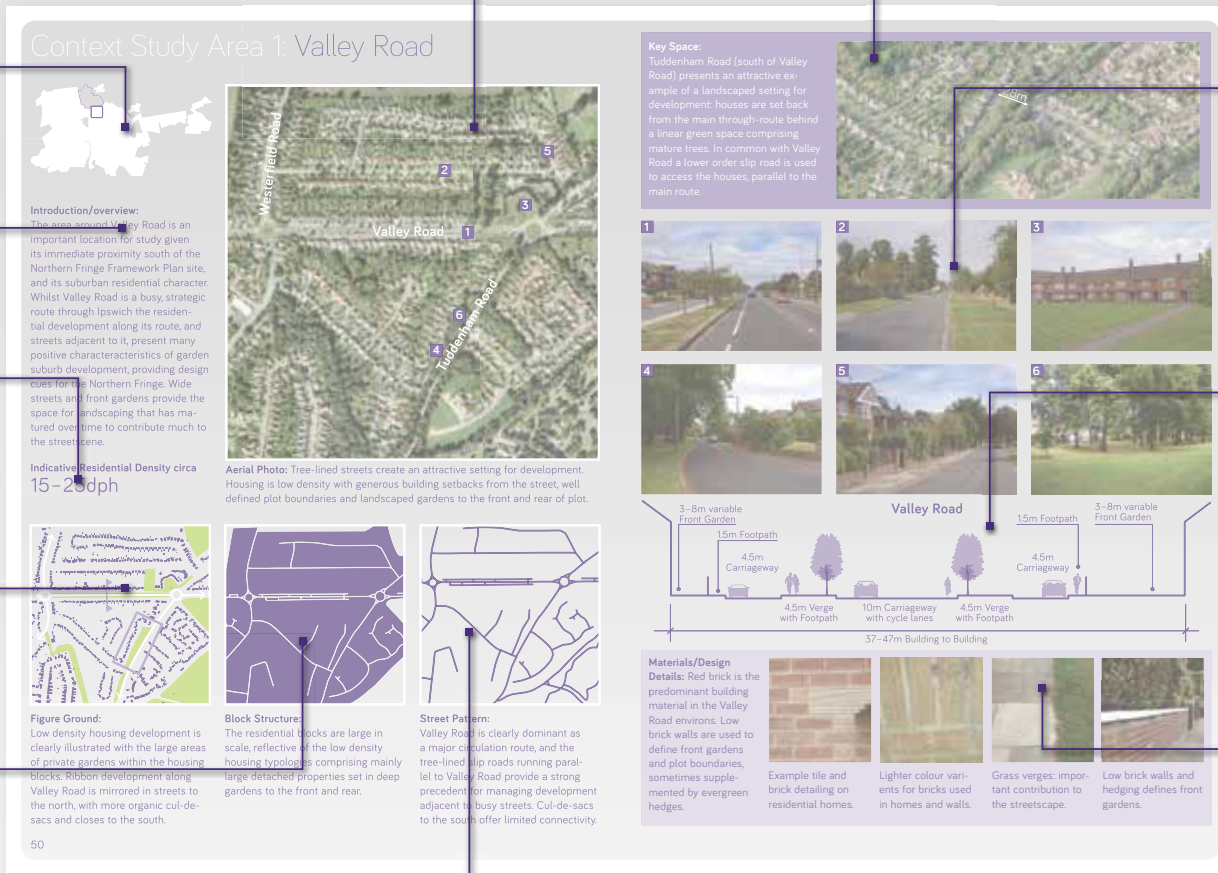 Context Study Area 1: Valley Road
Introduction/overview:
The area around Valley Road is an
important location for study given
its immediate proximity south of the
Northern Fringe Framework Plan site,
and its suburban residential character.
Whilst Valley Road is a busy, strategic
route through Ipswich the residen-
tial development along its route, and
streets adjacent to it, present many
positive characteracteristics of garden
suburb development, providing design
cues for the Northern Fringe. Wide
streets and front gardens provide the
space for landscaping that has ma-
tured over time to contribute much to
the streetscene.
Indicative Residential Density circa
15–25dph
Westerfield Road
Valley Road
Tuddenham Road
1
2
3
4
5
6
Aerial Photo: Tree-lined streets create an attractive setting for development.
Housing is low density with generous building setbacks from the street, well
defined plot boundaries and landscaped gardens to the front and rear of plot.
Figure Ground:
Low density housing development is
clearly illustrated with the large areas
of private gardens within the housing
blocks. Ribbon development along
Valley Road is mirrored in streets to
the north, with more organic cul-de-
sacs and closes to the south.
Block Structure:
The residential blocks are large in
scale, reflective of the low density
housing typologies comprising mainly
large detached properties set in deep
gardens to the front and rear.
Street Pattern:
Valley Road is clearly dominant as
a major circulation route, and the
tree-lined slip roads running paral-
lel to Valley Road provide a strong
precedent for managing development
adjacent to busy streets. Cul-de-sacs
to the south offer limited connectivity.
50
Key Space:
Tuddenham Road (south of Valley
Road) presents an attractive ex-
ample of a landscaped setting for
development: houses are set back
from the main through-route behind
a linear green space comprising
mature trees. In common with Valley
Road a lower order slip road is used
to access the houses, parallel to the
main route.
28m
1
2
3
4
5
6
Valley Road
3–8m variable
Front Garden
1.5m Footpath
4.5m
Carriageway
4.5m Verge
with Footpath
10m Carriageway
with cycle lanes
4.5m Verge
with Footpath
4.5m
Carriageway
1.5m Footpath
3–8m variable
Front Garden
37–47m Building to Building
Materials/Design
Details: Red brick is the
predominant building
material in the Valley
Road environs. Low
brick walls are used to
define front gardens
and plot boundaries,
sometimes supple-
mented by evergreen
hedges.
Example tile and
brick detailing on
residential homes.
Lighter colour vari-
ents for bricks used
in homes and walls.
Grass verges: impor-
tant contribution to
the streetscape.
Low brick walls and
hedging defines front
gardens.